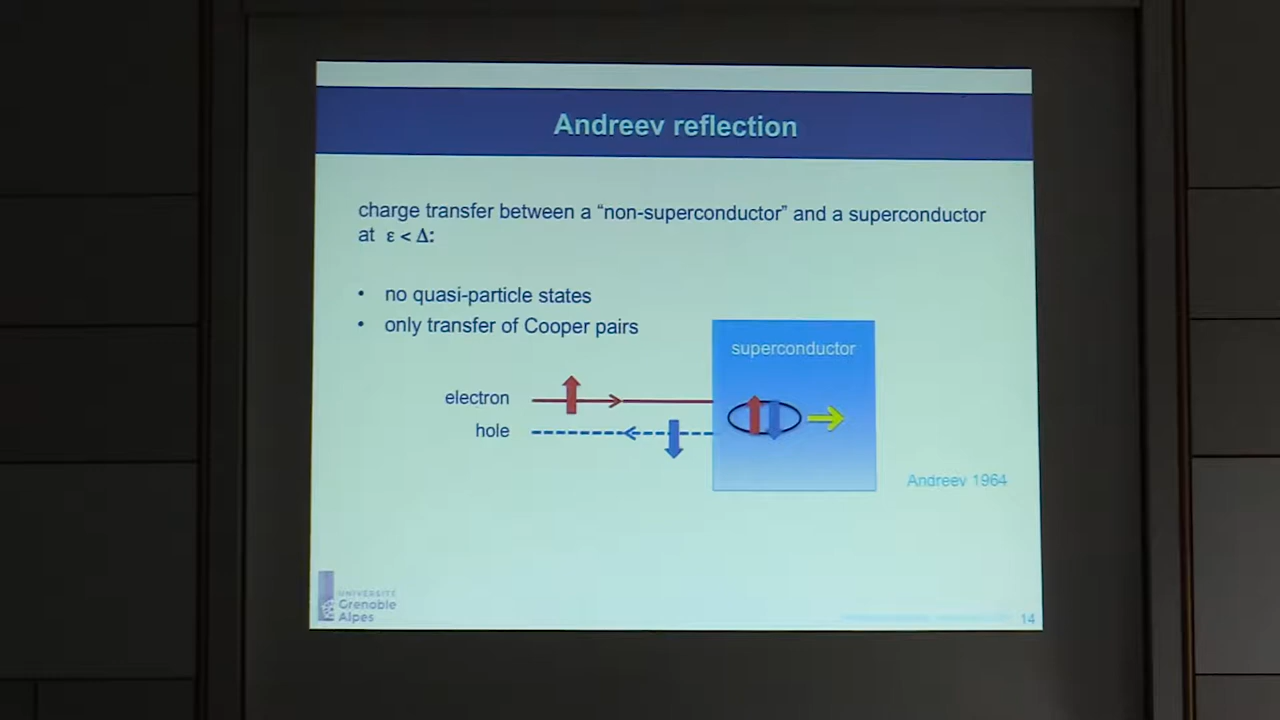 Andreev reflection
charge transfer between a “non-superconductor” and a superconductor
at ε < Δ:
• no quasi-particle states
• only transfer of Cooper pairs
superconductor
electron
hole
Andreev 1964
UNIVERSITÉ
Grenoble
Alpes
14